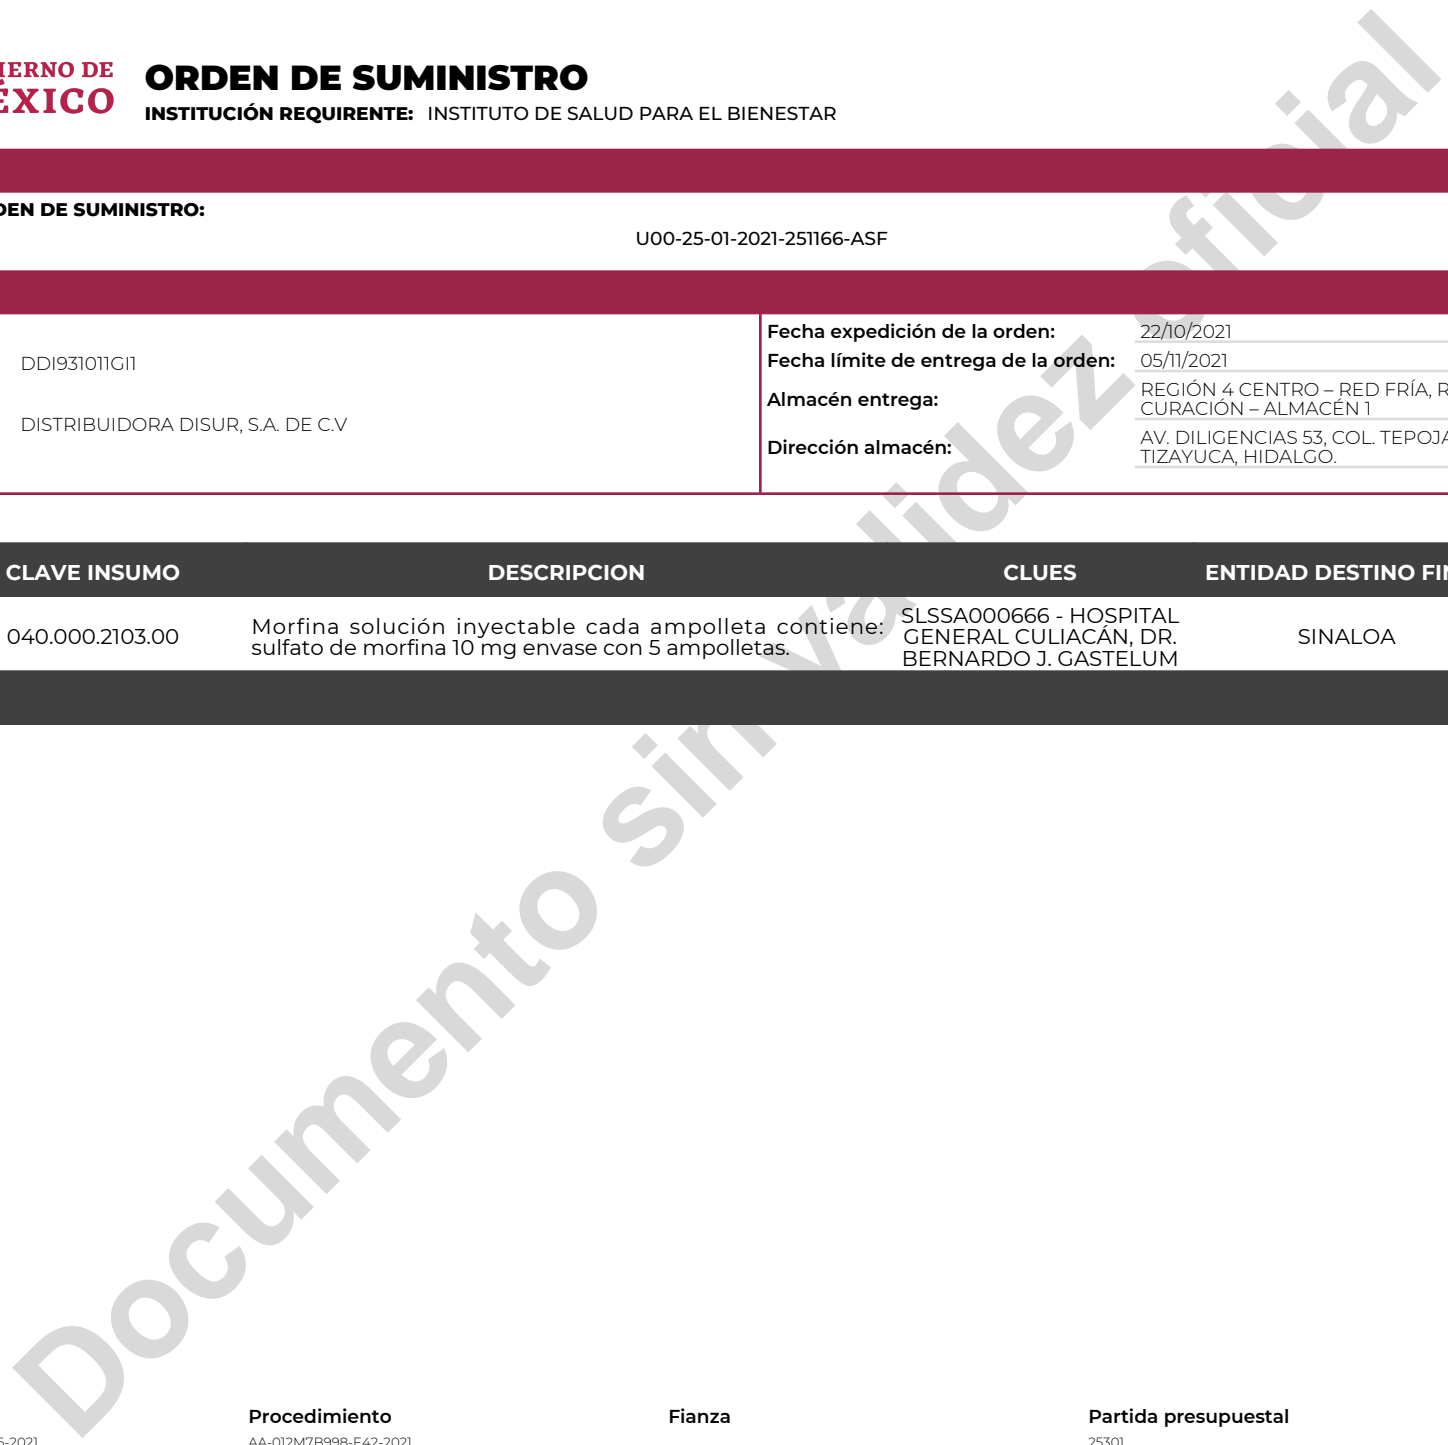 ORDEN DE SUMINISTRO
DE
INSTITUCIÓN REQUIRENTE: INSTITUTO DE SALUD PARA EL BIENESTAR
DE SUMINISTRO:
U00-25-01-2021-251166-ASF
Fecha expedición de la orden: 22/10/2021
DDI931011GI1
Fecha límite de entrega de la orden: 05/11/2021
Almacén entrega: REGIÓN 4 CENTRO – RED FRÍA,
CURACIÓN – ALMACÉN 1
DISTRIBUIDORA DISUR, S.A. DE C.V
Dirección almacén: AV. DILIGENCIAS 53, COL.
TIZAYUCA, HIDALGO.
CLAVE INSUMO DESCRIPCION CLUES ENTIDAD DESTINO
040.000.2103.00
Morfina solución inyectable cada ampolleta contiene:
sulfato de morfina 10 mg envase con 5 ampolletas.
SLSSA000666 - HOSPITAL
GENERAL CULIACÁN, DR.
BERNARDO J. GASTELUM
SINALOA
Documento sin validez oficial
Procedimiento Fianza Partida presupuestal
AA-012M7B998-E42-2021 25301